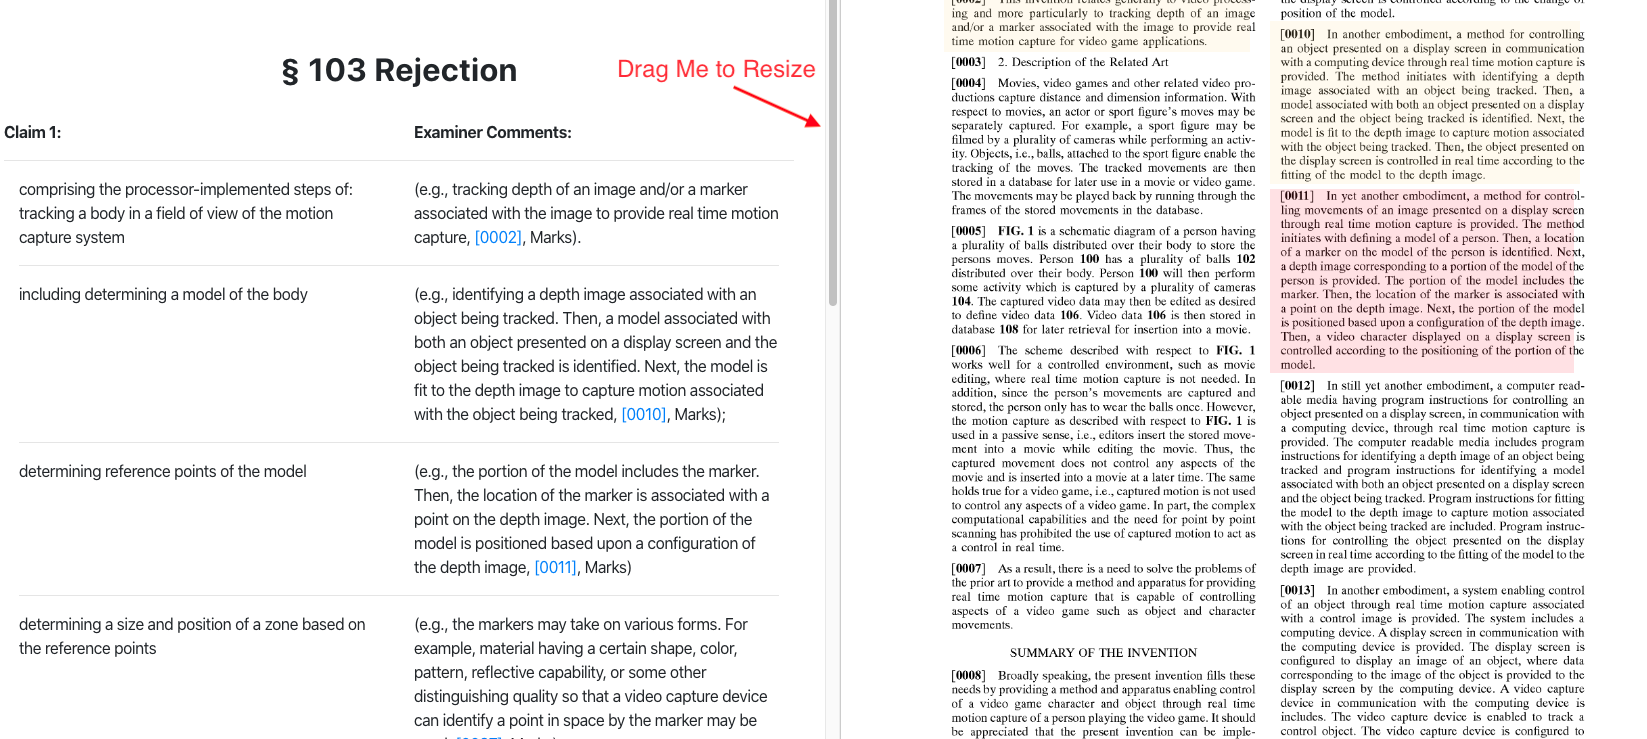 § 103 Rejection
Drag Me to Resize
Claim 1:
Examiner Comments:
comprising the processor-implemented steps of:
tracking a body in a field of view of the motion
capture system
(e.g., tracking depth of an image and/or a marker
associated with the image to provide real time motion
capture, [0002], Marks).
including determining a model of the body
(e.g., identifying a depth image associated with an
object being tracked. Then, a model associated with
both an object presented on a display screen and the
object being tracked is identified. Next, the model is
fit to the depth image to capture motion associated
with the object being tracked, [0010], Marks);
determining reference points of the model
(e.g., the portion of the model includes the marker.
Then, the location of the marker is associated with a
point on the depth image. Next, the portion of the
model is positioned based upon a configuration of
the depth image, [0011], Marks)
determining a size and position of a zone based on
the reference points
(e.g., the markers may take on various forms. For
example, material having a certain shape, color,
pattern, reflective capability, or some other
distinguishing quality so that a video capture device
can identify a point in space by the marker may be
[0002] This invention relates generally to video process-
ing and more particularly to tracking depth of an image
and/or a marker associated with the image to provide real
time motion capture for video game applications.
[0003] 2. Description of the Related Art
[0004] Movies, video games and other related video pro-
ductions capture distance and dimension information. With
respect to movies, an actor or sport figure's moves may be
separately captured. For example, a sport figure may be
filmed by a plurality of cameras while performing an activ-
ity. Objects, i.e., balls, attached to the sport figure enable the
tracking of the moves. The tracked movements are then
stored in a database for later use in a movie or video game.
The movements may be played back by running through the
frames of the stored movements in the database.
[0005] FIG. 1 is a schematic diagram of a person having
a plurality of balls distributed over their body to store the
persons moves. Person 100 has a plurality of balls 102
distributed over their body. Person 100 will then perform
some activity which is captured by a plurality of cameras
104. The captured video data may then be edited as desired
to define video data 106. Video data 106 is then stored in
database 108 for later retrieval for insertion into a movie.
[0006] The scheme described with respect to FIG. 1
works well for a controlled environment, such as movie
editing, where real time motion capture is not needed. In
addition, since the person's movements are captured and
stored, the person only has to wear the balls once. However,
the motion capture as described with respect to FIG. 1 is
used in a passive sense, i.e., editors insert the stored move-
ment into a movie while editing the movie. Thus, the
captured movement does not control any aspects of the
movie and is inserted into a movie at a later time. The same
holds true for a video game, i.e., captured motion is not used
to control any aspects of a video game. In part, the complex
computational capabilities and the need for point by point
scanning has prohibited the use of captured motion to act as
a control in real time.
[0007] As a result, there is a need to solve the problems of
the prior art to provide a method and apparatus for providing
real time motion capture that is capable of controlling
aspects of a video game such as object and character
movements.
SUMMARY OF THE INVENTION
[0008] Broadly speaking, the present invention fills these
needs by providing a method and apparatus enabling control
of a video game character and object through real time
motion capture of a person playing the video game. It should
be appreciated that the present invention can be imple-
the display screen is controlled according to the change of
position of the model.
[0010] In another embodiment, a method for controlling
an object presented on a display screen in communication
with a computing device through real time motion capture is
provided. The method initiates with identifying a depth
image associated with an object being tracked. Then, a
model associated with both an object presented on a display
screen and the object being tracked is identified. Next, the
model is fit to the depth image to capture motion associated
with the object being tracked. Then, the object presented on
the display screen is controlled in real time according to the
fitting of the model to the depth image.
[0011] In yet another embodiment, a method for control-
ling movements of an image presented on a display screen
through real time motion capture is provided. The method
initiates with defining a model of a person. Then, a location
of a marker on the model of the person is identified. Next,
a depth image corresponding to a portion of the model of the
person is provided. The portion of the model includes the
marker. Then, the location of the marker is associated with
a point on the depth image. Next, the portion of the model
is positioned based upon a configuration of the depth image.
Then, a video character displayed on a display screen is
controlled according to the positioning of the portion of the
model.
[0012] In still yet another embodiment, a computer read-
able media having program instructions for controlling an
object presented on a display screen, in communication with
a computing device, through real time motion capture is
provided. The computer readable media includes program
instructions for identifying a depth image of an object being
tracked and program instructions for identifying a model
associated with both an object presented on a display screen
and the object being tracked. Program instructions for fitting
the model to the depth image to capture motion associated
with the object being tracked are included. Program instruc-
tions for controlling the object presented on the display
screen in real time according to the fitting of the model to the
depth image are provided.
[0013] In another embodiment, a system enabling control
of an object through real time motion capture associated
with a control image is provided. The system includes a
computing device. A display screen in communication with
the computing device is provided. The display screen is
configured to display an image of an object, where data
corresponding to the image of the object is provided to the
display screen by the computing device. A video capture
device in communication with the computing device is
includes. The video capture device is enabled to track a
control object. The video capture device is configured to